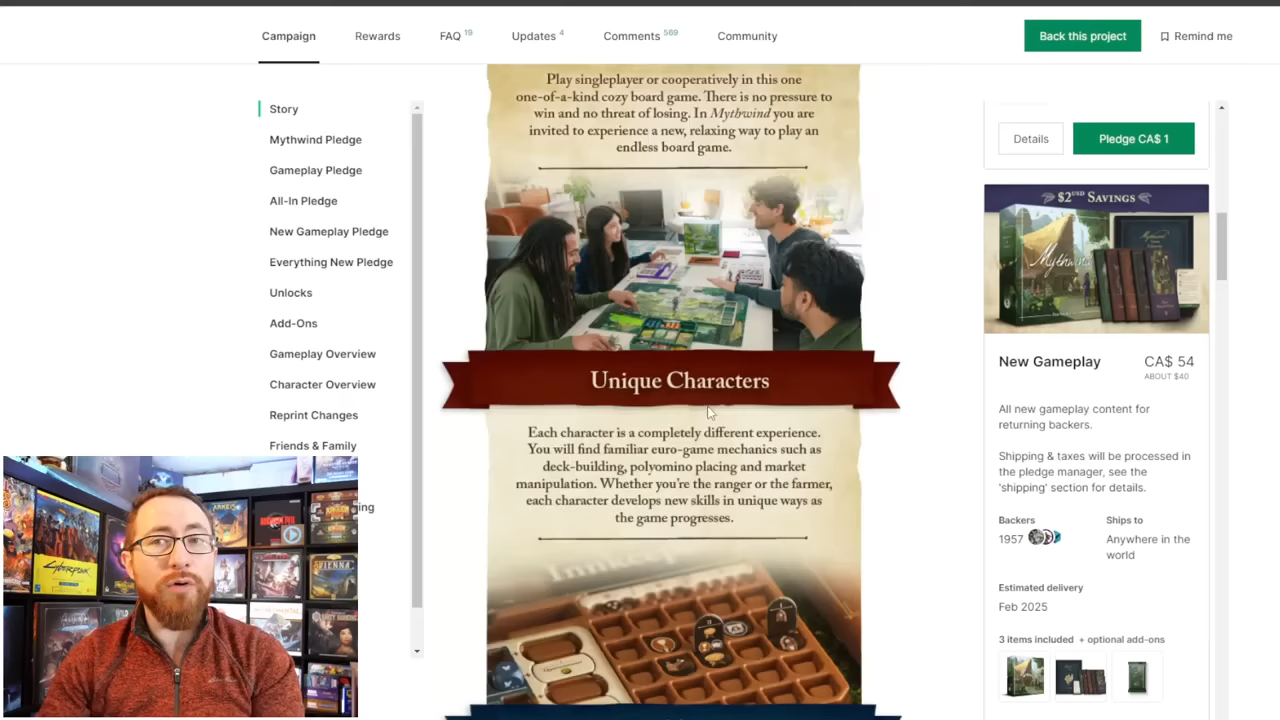 Campaign
Rewards
FAQ 19
Updates 4
Comments 569
Community
Back this project
Remind me
Story
Mythwind Pledge
Gameplay Pledge
All-In Pledge
New Gameplay Pledge
Everything New Pledge
Unlocks
Add-Ons
Gameplay Overview
Character Overview
Reprint Changes
Friends & Family
ing
Play singleplayer or cooperatively in this one
one-of-a-kind cozy board game. There is no pressure to
win and no threat of losing. In Mythwind you are
invited to experience a new, relaxing way to play an
endless board game.
Unique Characters
Each character is a completely different experience.
You will find familiar euro-game mechanics such as
deck-building, polyomino placing and market
manipulation. Whether you're the ranger or the farmer,
each character develops new skills in unique ways as
the game progresses.
Details
Pledge CA$ 1
$2 USD SAVINGS
Mythwind
New Gameplay
CA$ 54
ABOUT $40
All new gameplay content for
returning backers.
Shipping & taxes will be processed in
the pledge manager, see the
'shipping' section for details.
Backers
1957
Ships to
Anywhere in the
world
Estimated delivery
Feb 2025
3 items included + optional add-ons
CYBERPUNK
VIENNA